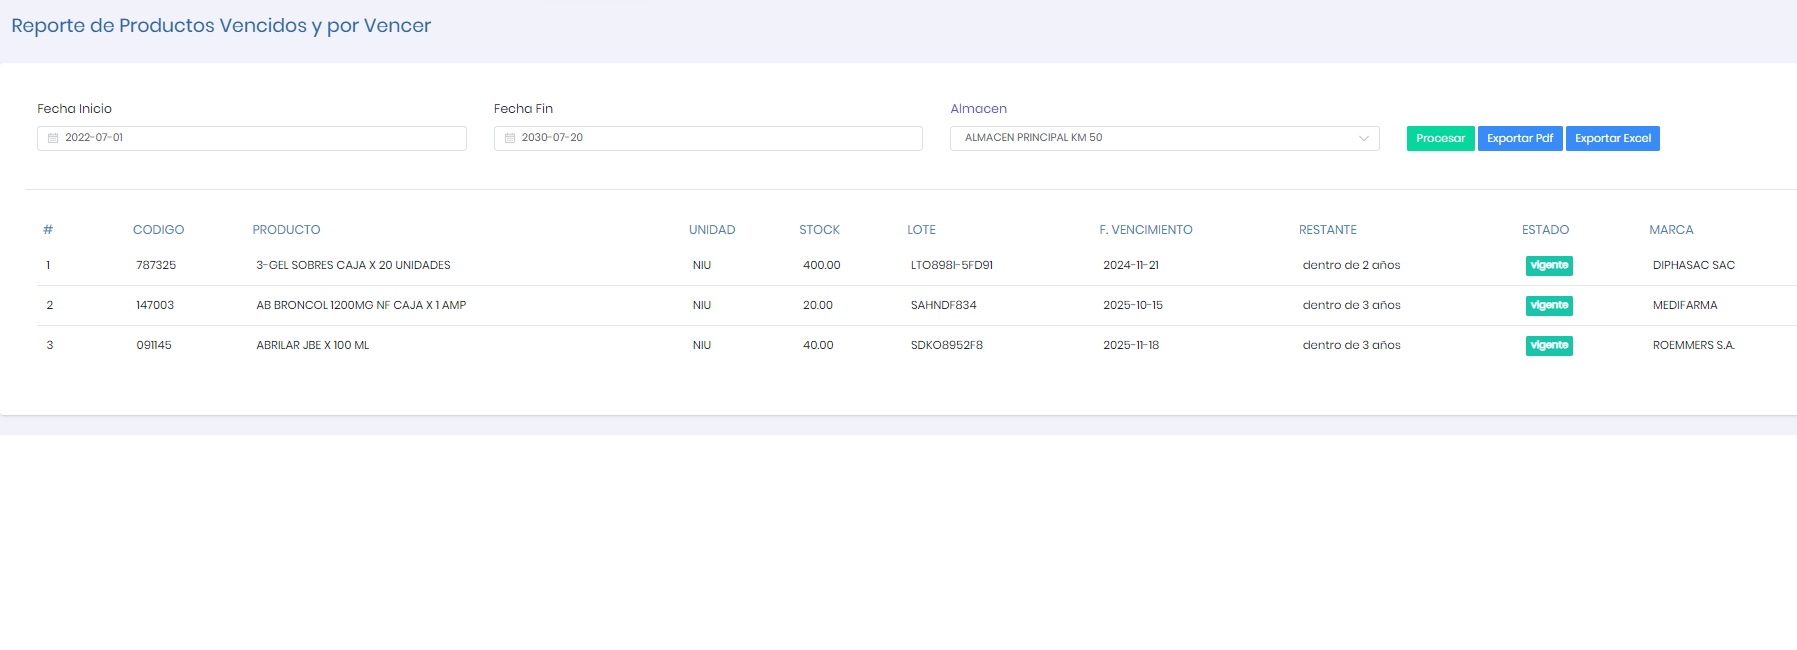 Reporte de Productos Vencidos y por Vencer
Fecha Inicio Fecha Fin Almacen
2022-07-01 2030-07-20 ALMACEN PRINCIPAL KM 50 Procesar Exportar Pdf Exportar Excel
# CODIGO PRODUCTO UNIDAD STOCK LOTE F. VENCIMIENTO RESTANTE ESTADO MARCA
1 787325 3-GEL SOBRES CAJA X 20 UNIDADES NIU 400.00 LTO898I-5FD91 2024-11-21 dentro de 2 años vigente DIPHASAC SAC
2 147003 AB BRONCOL 1200MG NF CAJA X 1 AMP NIU 20.00 SAHNDF834 2025-10-15 dentro de 3 años vigente MEDIFARMA
3 091145 ABRILAR JBE X 100 ML NIU 40.00 SDKO8952F8 2025-11-18 dentro de 3 años vigente ROEMMERS S.A.